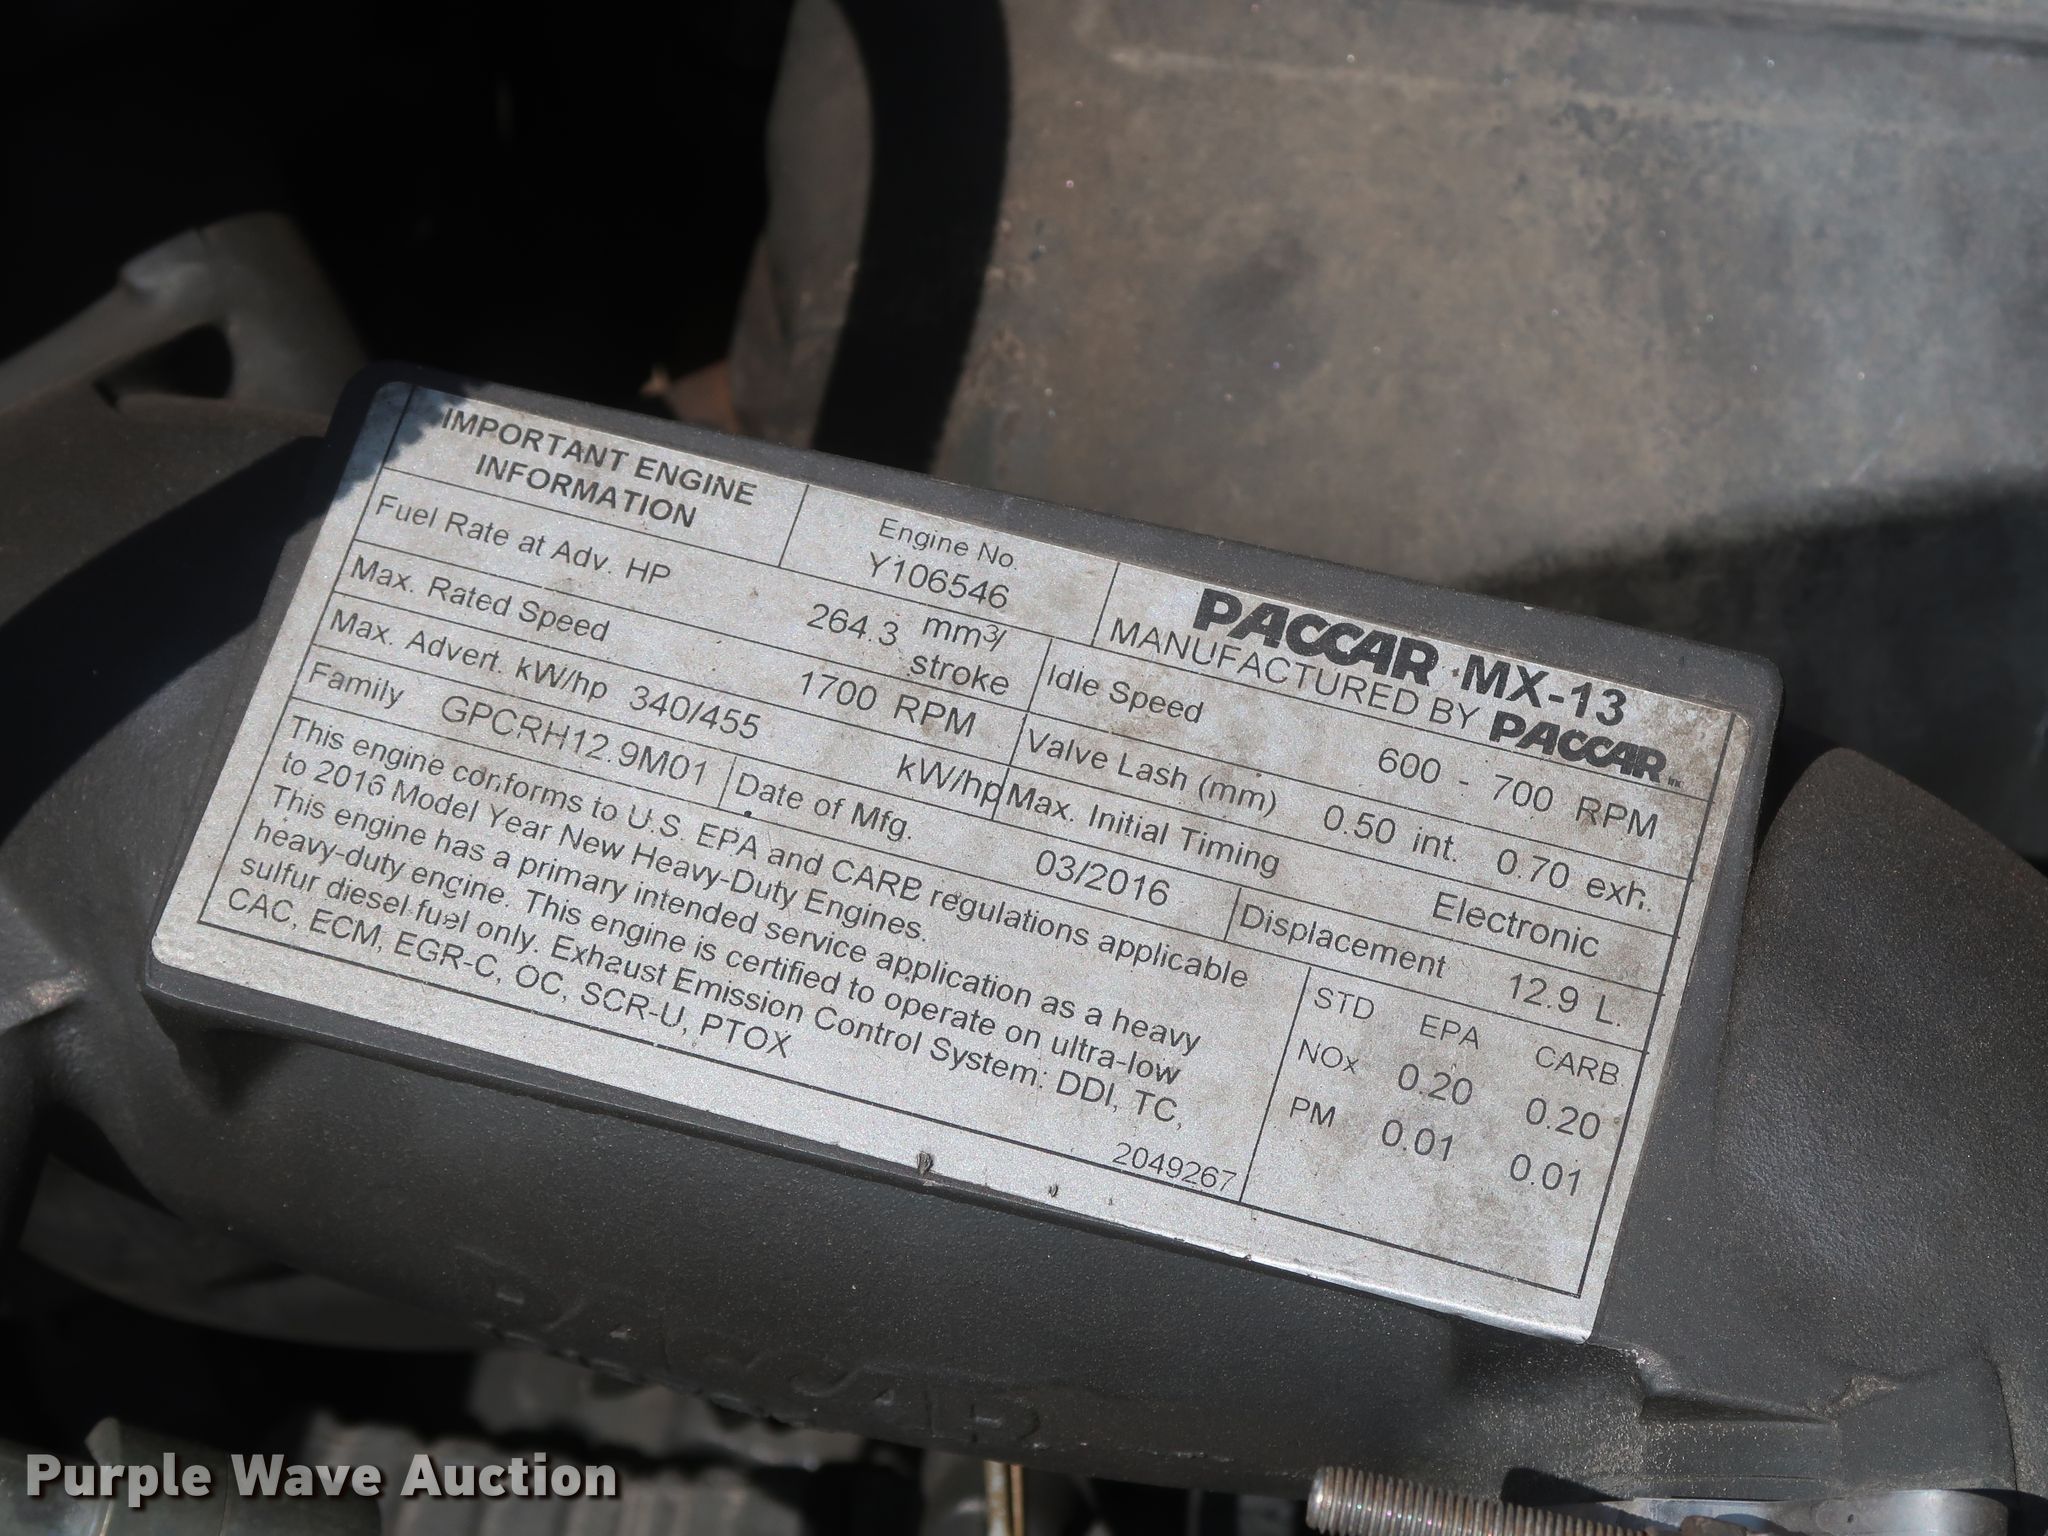 IMPORTANT ENGINE
INFORMATION
Engine No.
Y106546
PACCAR MX-13
MANUFACTURED BY PACCAR INC
Fuel Rate at Adv. HP 264.3 mm3/
stroke
Idle Speed 600 - 700 RPM
Max. Rated Speed 1700 RPM
Valve Lash (mm) 0.50 int. 0.70 exh.
Max. Advert. kW/hp 340/455 kW/hp
Max. Initial Timing Electronic
Family GPCRH12.9M01
Date of Mfg. 03/2016
Displacement 12.9 L.
This engine conforms to U.S. EPA and CARB regulations applicable
to 2016 Model Year New Heavy-Duty Engines.
This engine has a primary intended service application as a heavy
heavy-duty engine. This engine is certified to operate on ultra-low
sulfur diesel fuel only. Exhaust Emission Control System: DDI, TC,
CAC, ECM, EGR-C, OC, SCR-U, PTOX
2049267
STD EPA CARB
NOx 0.20 0.20
PM 0.01 0.01
PACCAR
Purple Wave Auction